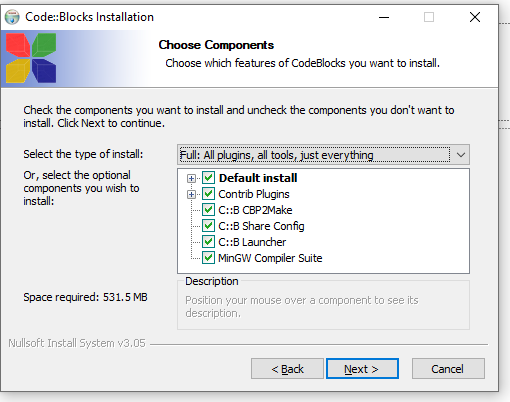 Code::Blocks Installation
Choose Components
Choose which features of CodeBlocks you want to install.
Check the components you want to install and uncheck the components you don't want to
install. Click Next to continue.
Select the type of install:
Full: All plugins, all tools, just everything
Or, select the optional
components you wish to
install:
Default install
Contrib Plugins
C::B CBP2Make
C::B Share Config
C::B Launcher
MinGW Compiler Suite
Space required: 531.5 MB
Description
Position your mouse over a component to see its
description.
Nullsoft Install System v3.05
< Back
Next >
Cancel